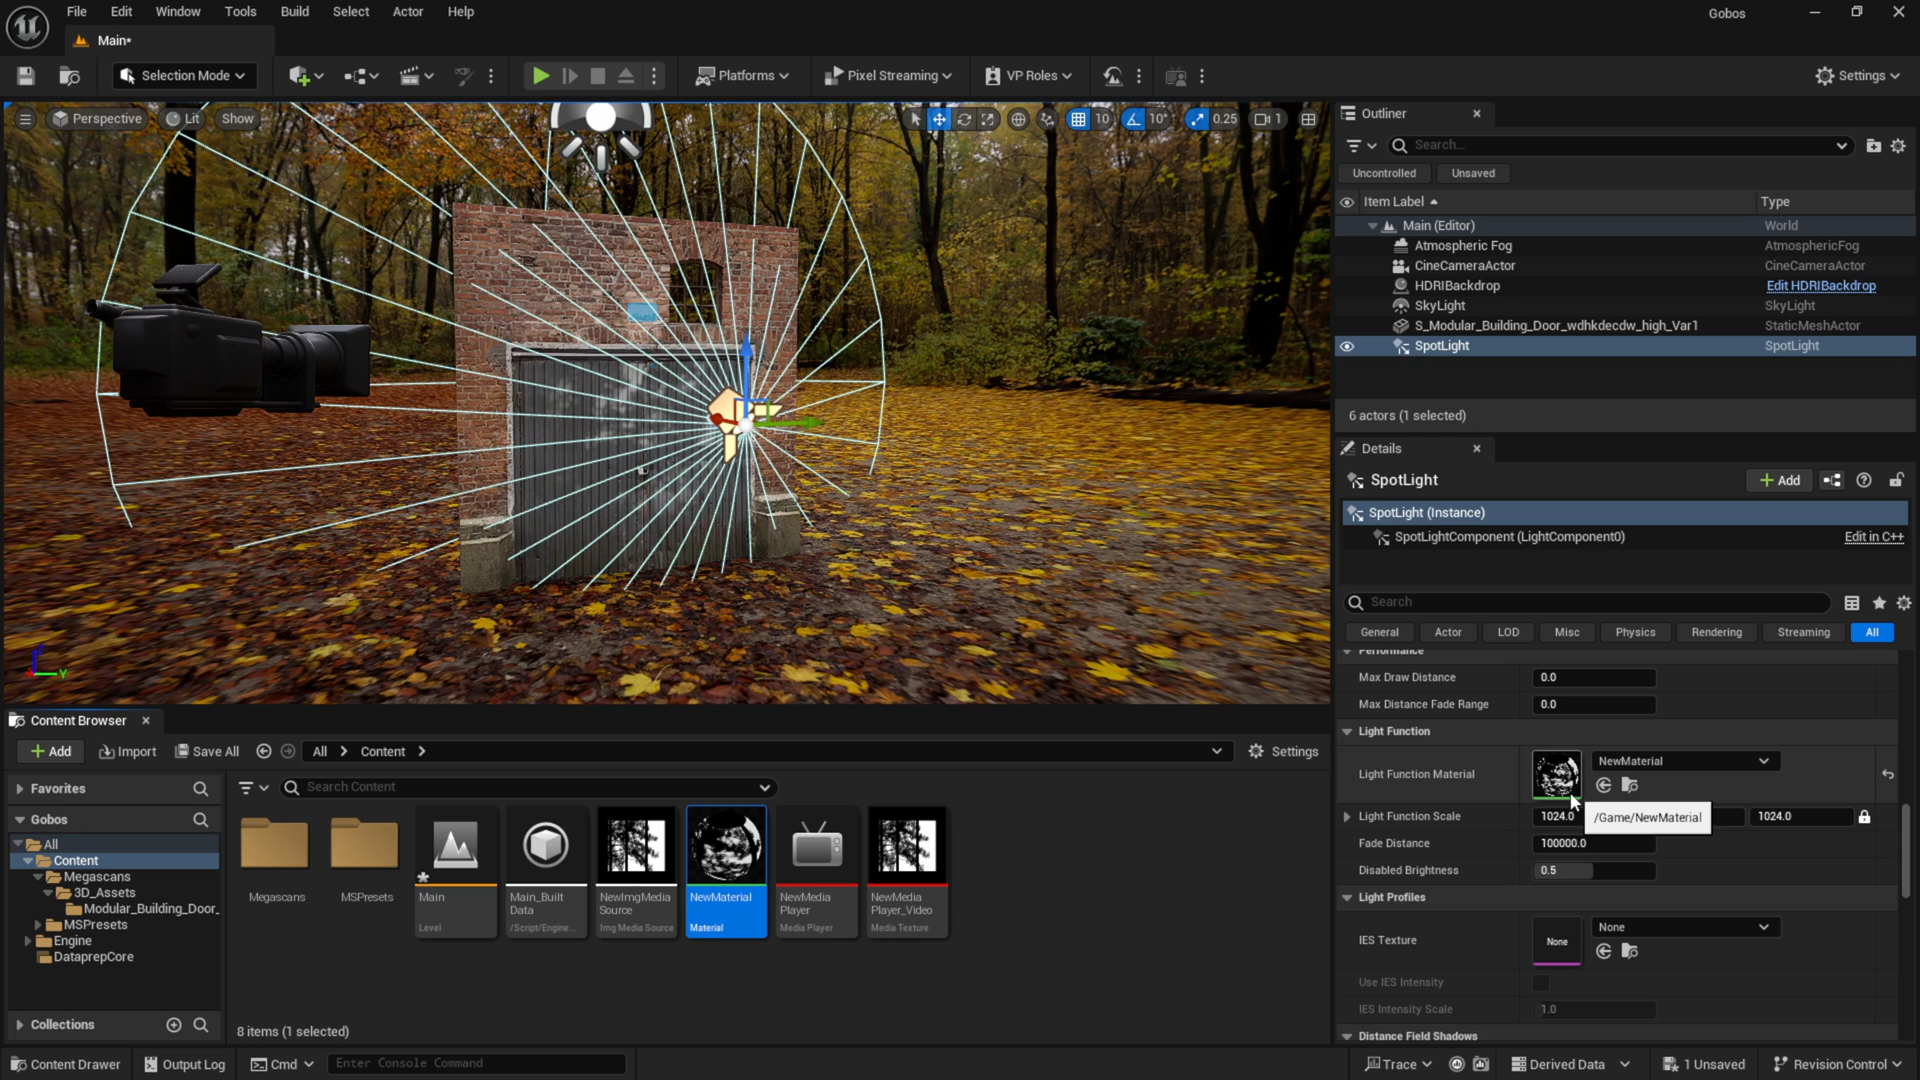 File Edit Window Tools Build Select Actor Help
Gobos
Main*
Selection Mode
Platforms
Pixel Streaming
VP Roles
Settings
Perspective
Lit
Show
10
10°
0.25
1
Y
Outliner
Search...
Uncontrolled
Unsaved
Item Label
Type
Main (Editor)
World
Atmospheric Fog
AtmosphericFog
CineCameraActor
CineCameraActor
HDRIBackdrop
Edit HDRIBackdrop
SkyLight
SkyLight
S_Modular_Building_Door_wdhkdecdw_high_Var1
StaticMeshActor
SpotLight
SpotLight
6 actors (1 selected)
Details
SpotLight
Add
SpotLight (Instance)
SpotLightComponent (LightComponent0)
Edit in C++
Search
General
Actor
LOD
Misc
Physics
Rendering
Streaming
All
Performance
Max Draw Distance
0.0
Max Distance Fade Range
0.0
Light Function
Light Function Material
NewMaterial
Light Function Scale
1024.0
/Game/NewMaterial
1024.0
Fade Distance
100000.0
Disabled Brightness
0.5
Light Profiles
IES Texture
None
None
Use IES Intensity
IES Intensity Scale
1.0
Distance Field Shadows
Content Browser
Add
Import
Save All
All
Content
Settings
Favorites
Gobos
All
Content
Megascans
3D_Assets
Modular_Building_Door_
MSPresets
Engine
DataprepCore
Collections
Search Content
Megascans
MSPresets
Main
Level
Main_Built
Data
/Script/Engine...
NewImgMedia
Source
Img Media Source
NewMaterial
Material
NewMedia
Player
Media Player
NewMedia
Player_Video
Media Texture
8 items (1 selected)
Content Drawer
Output Log
Cmd
Enter Console Command
Trace
Derived Data
1 Unsaved
Revision Control